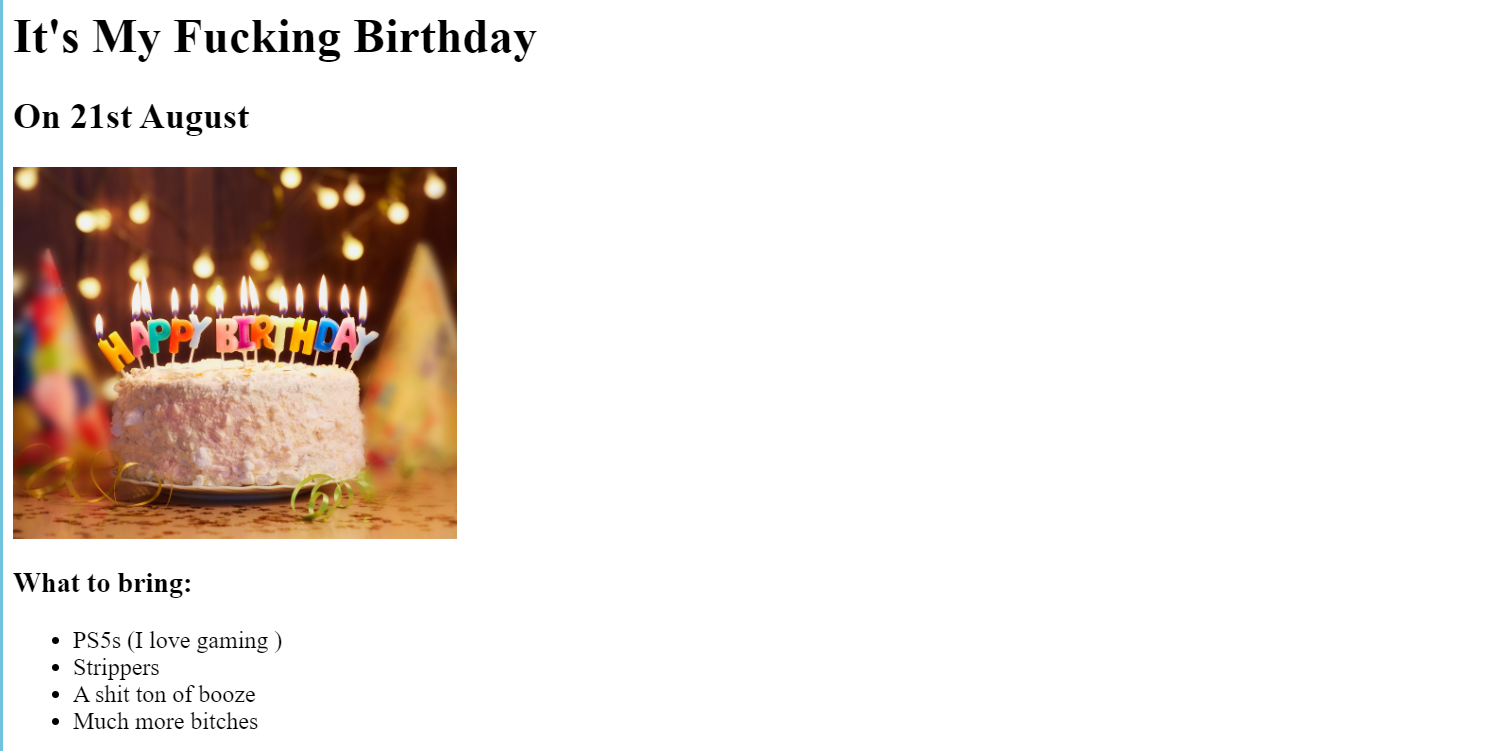 It's My Fucking Birthday
On 21st August
HAPPY BIRTHDAY
What to bring:
PS5s (I love gaming )
Strippers
A shit ton of booze
Much more bitches